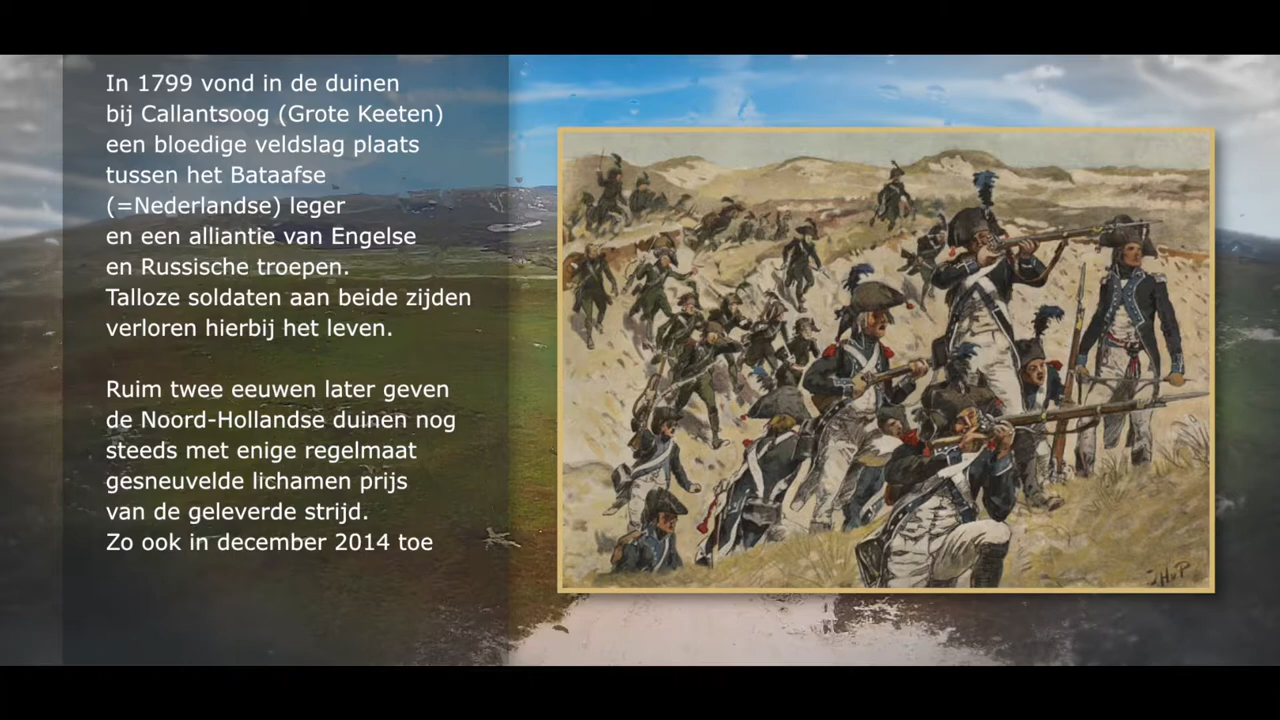 In 1799 vond in de duinen
bij Callantsoog (Grote Keeten)
een bloedige veldslag plaats
tussen het Bataafse
(=Nederlandse) leger
en een alliantie van Engelse
en Russische troepen.
Talloze soldaten aan beide zijden
verloren hierbij het leven.
Ruim twee eeuwen later geven
de Noord-Hollandse duinen nog
steeds met enige regelmaat
gesneuvelde lichamen prijs
van de geleverde strijd.
Zo ook in december 2014 toe